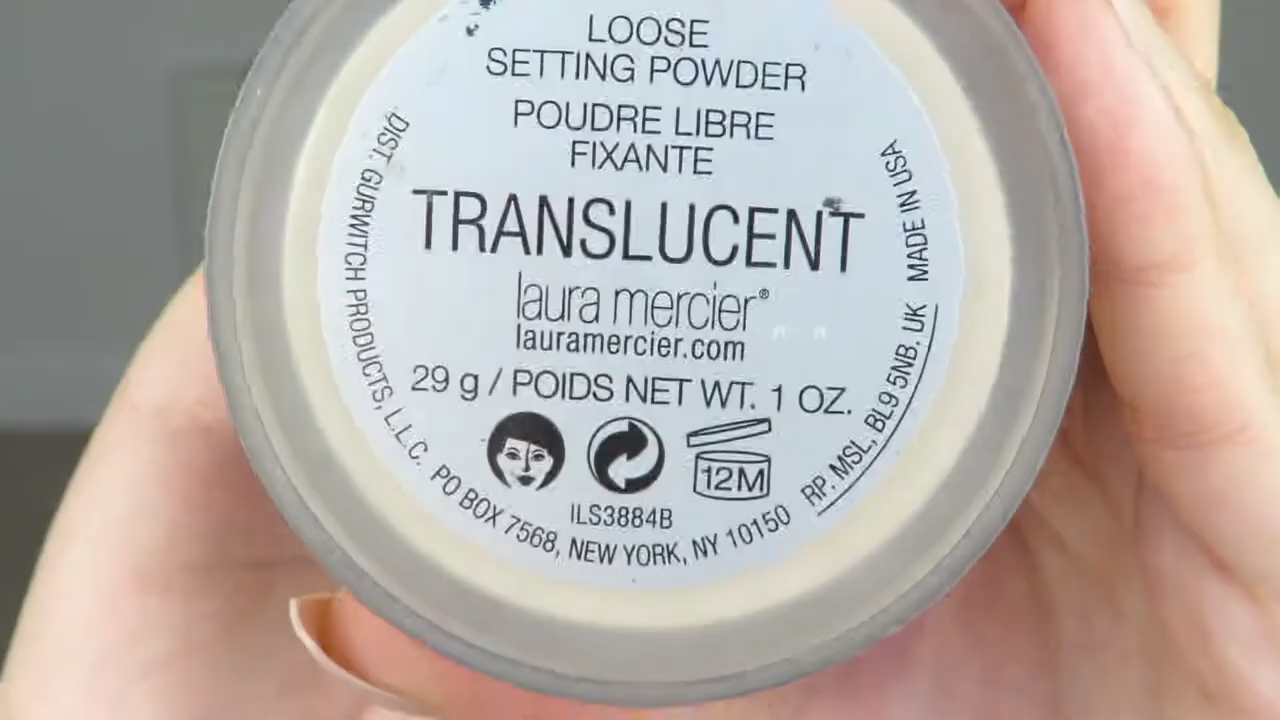 LOOSE
SETTING POWDER
POUDRE LIBRE
FIXANTE
TRANSLUCENT
laura mercier®
lauramercier.com
29 g / POIDS NET WT. 1 OZ.
12M
ILS3884B
DIST. GURWITCH PRODUCTS, L.L.C. PO BOX 7568, NEW YORK, NY 10150
RP. MSL, BL9 5NB, UK MADE IN USA